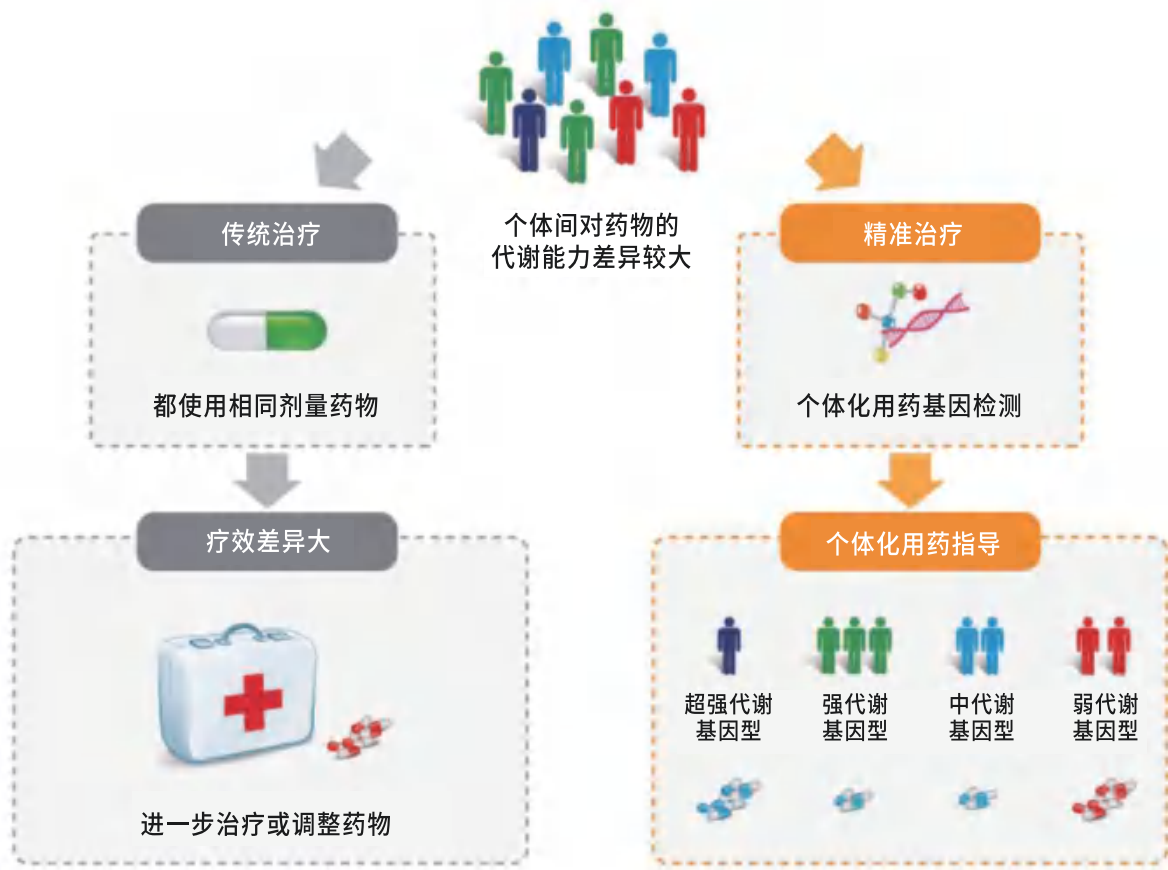 个体间对药物的
代谢能力差异较大
传统治疗
都使用相同剂量药物
疗效差异大
进一步治疗或调整药物
精准治疗
个体化用药基因检测
个体化用药指导
超强代谢
基因型
强代谢
基因型
中代谢
基因型
弱代谢
基因型